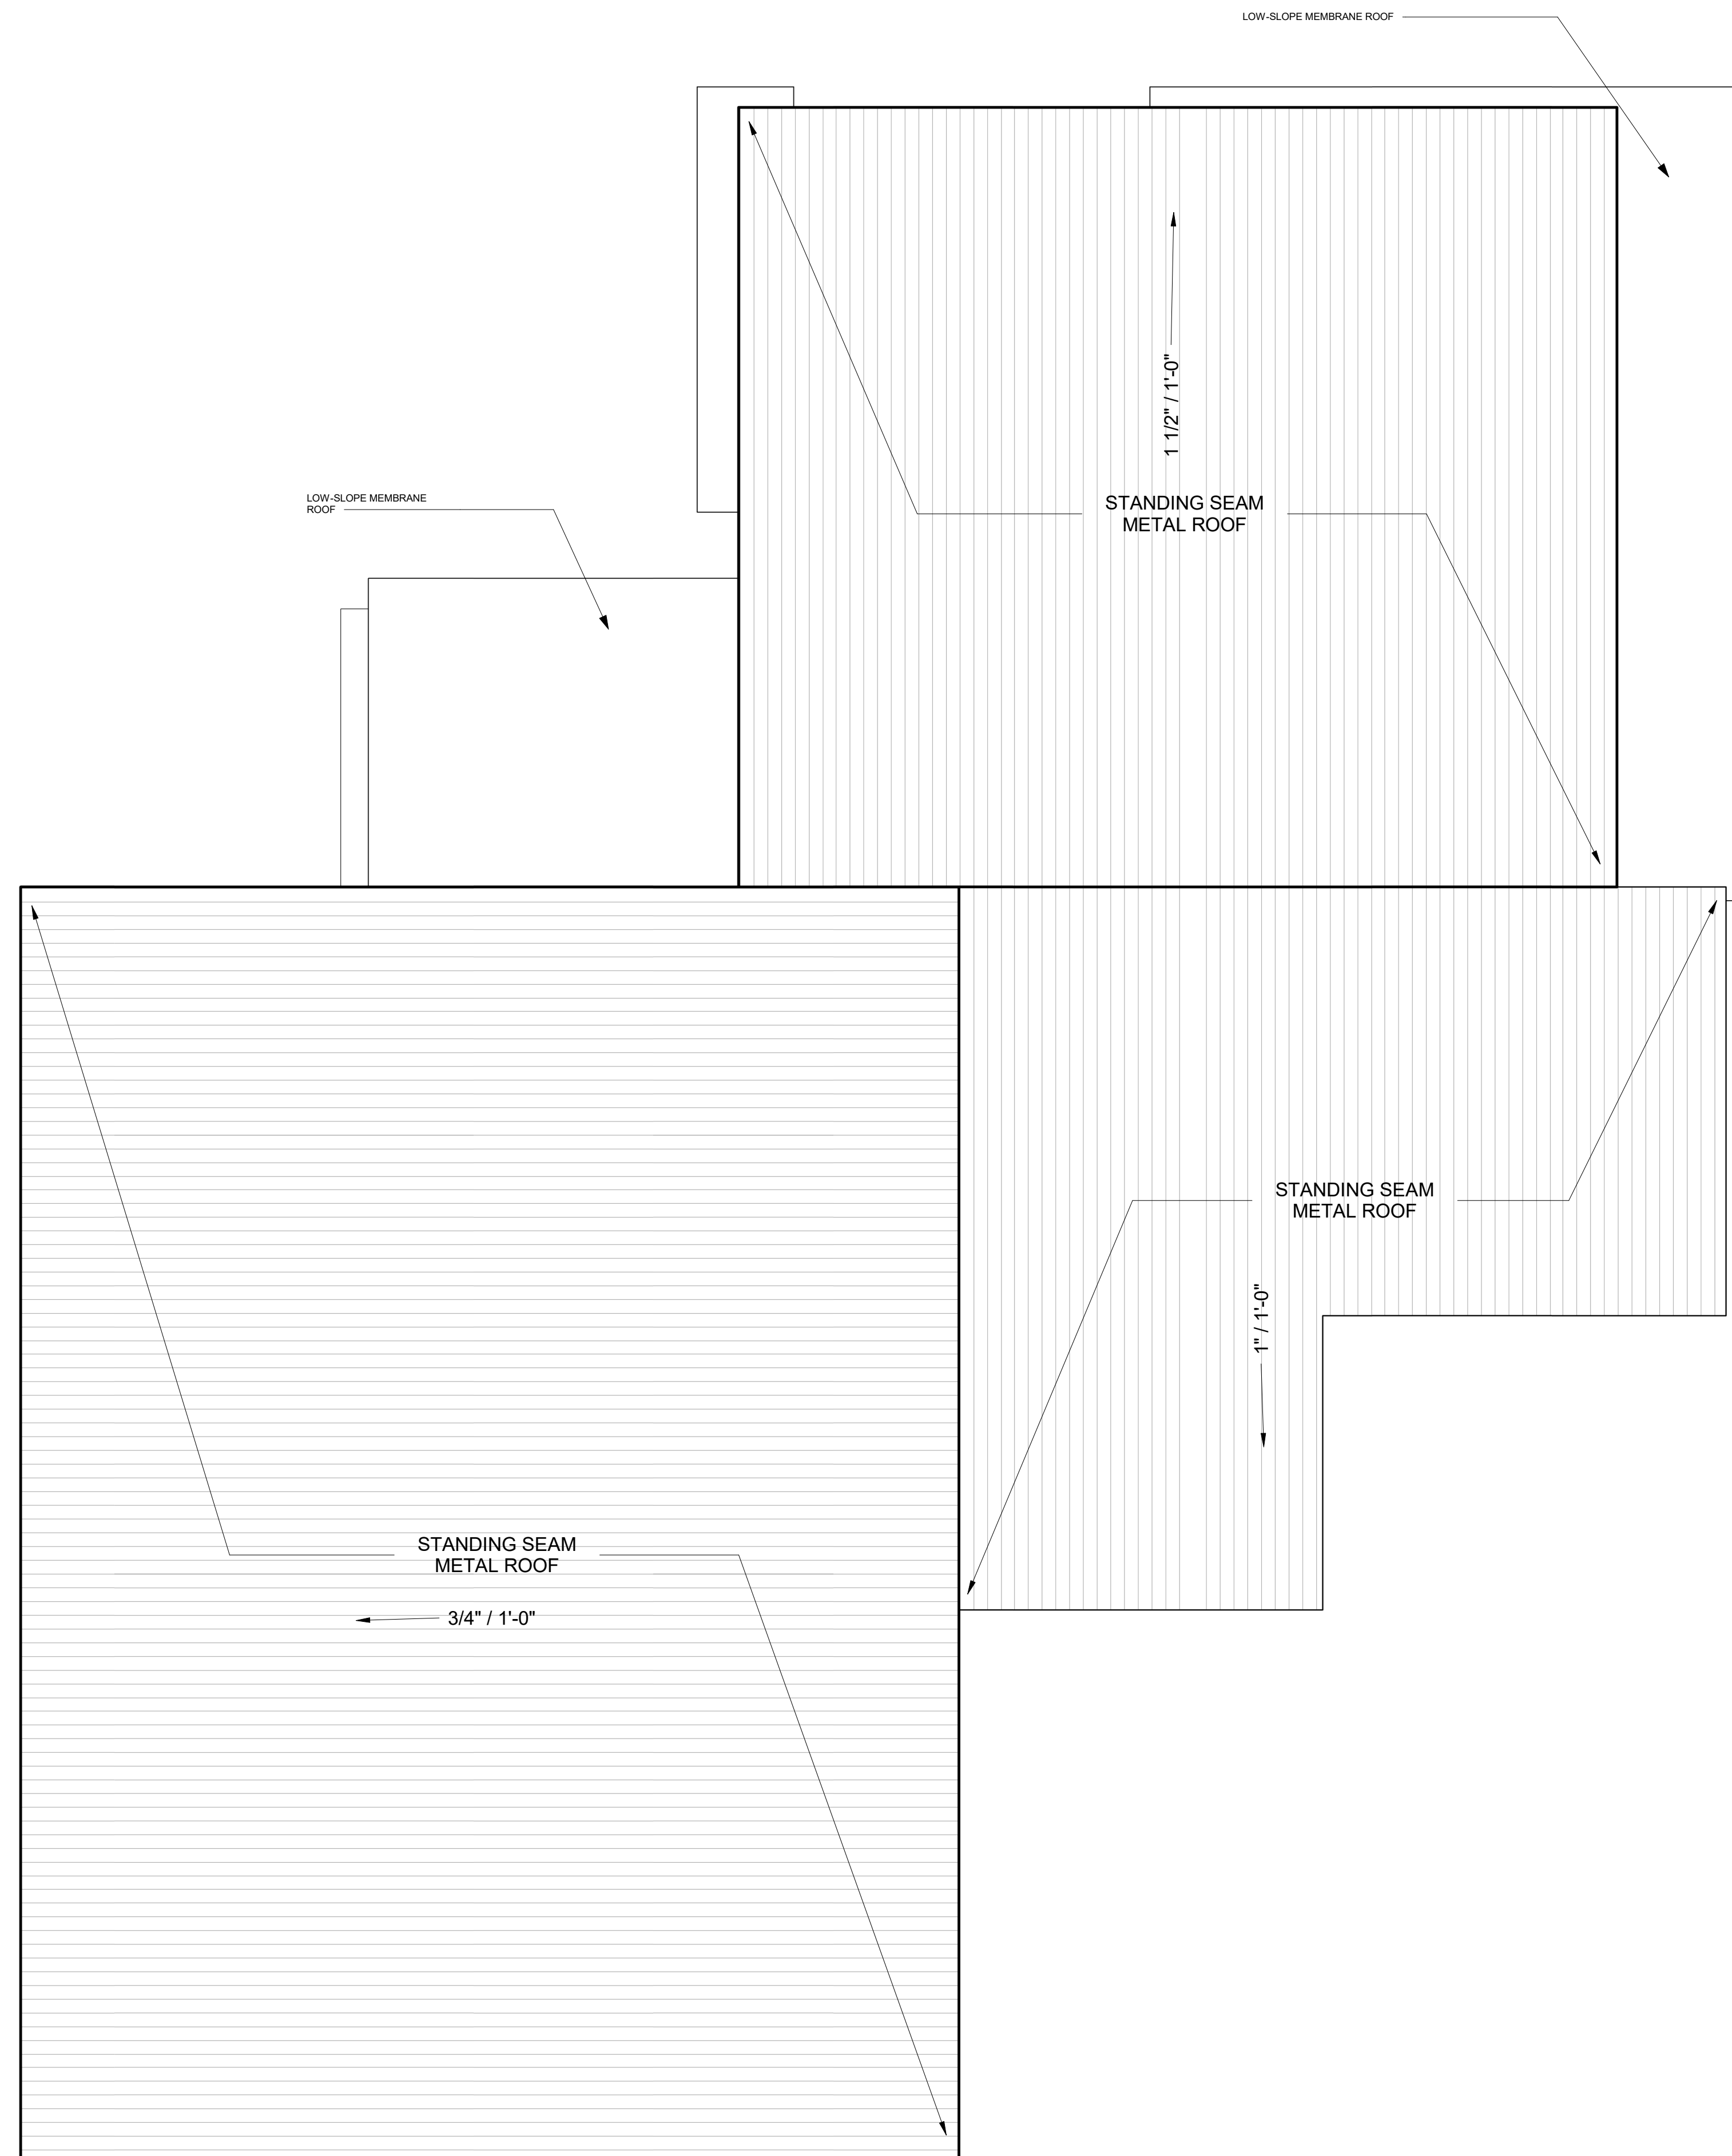 LOW-SLOPE MEMBRANE ROOF
1 1/2" / 1'-0"
LOW-SLOPE MEMBRANE
ROOF
STANDING SEAM
METAL ROOF
STANDING SEAM
METAL ROOF
1" / 1'-0"
STANDING SEAM
METAL ROOF
3/4" / 1'-0"